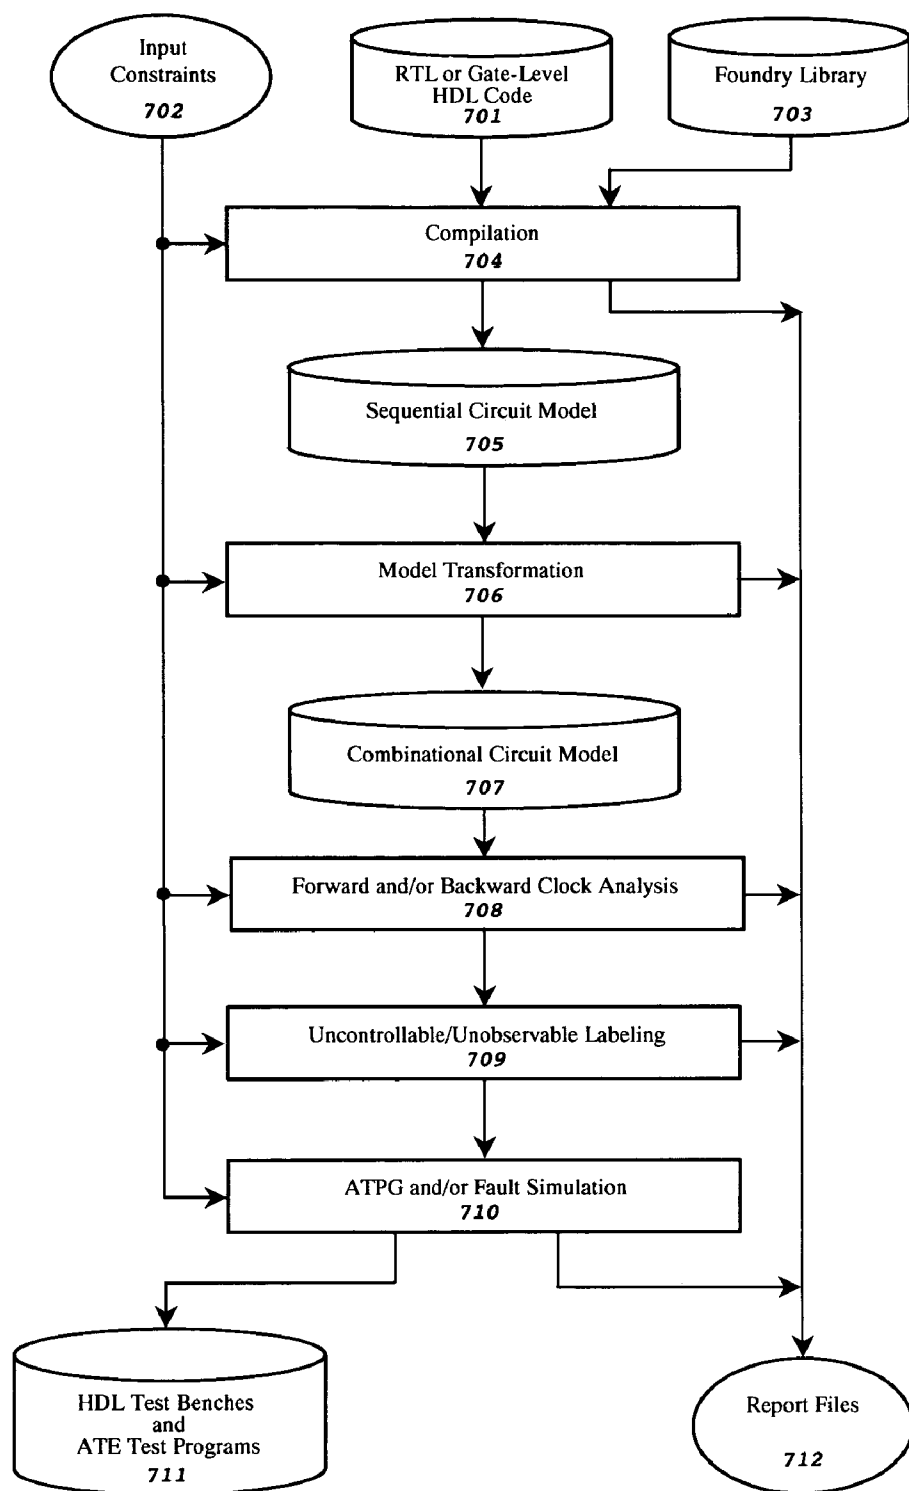 Input
Constraints
702
RTL or Gate-Level
HDL Code
701
Foundry Library
703
Compilation
704
Sequential Circuit Model
705
Model Transformation
706
Combinational Circuit Model
707
Forward and/or Backward Clock Analysis
708
Uncontrollable/Unobservable Labeling
709
ATPG and/or Fault Simulation
710
HDL Test Benches
and
ATE Test Programs
711
Report Files
712